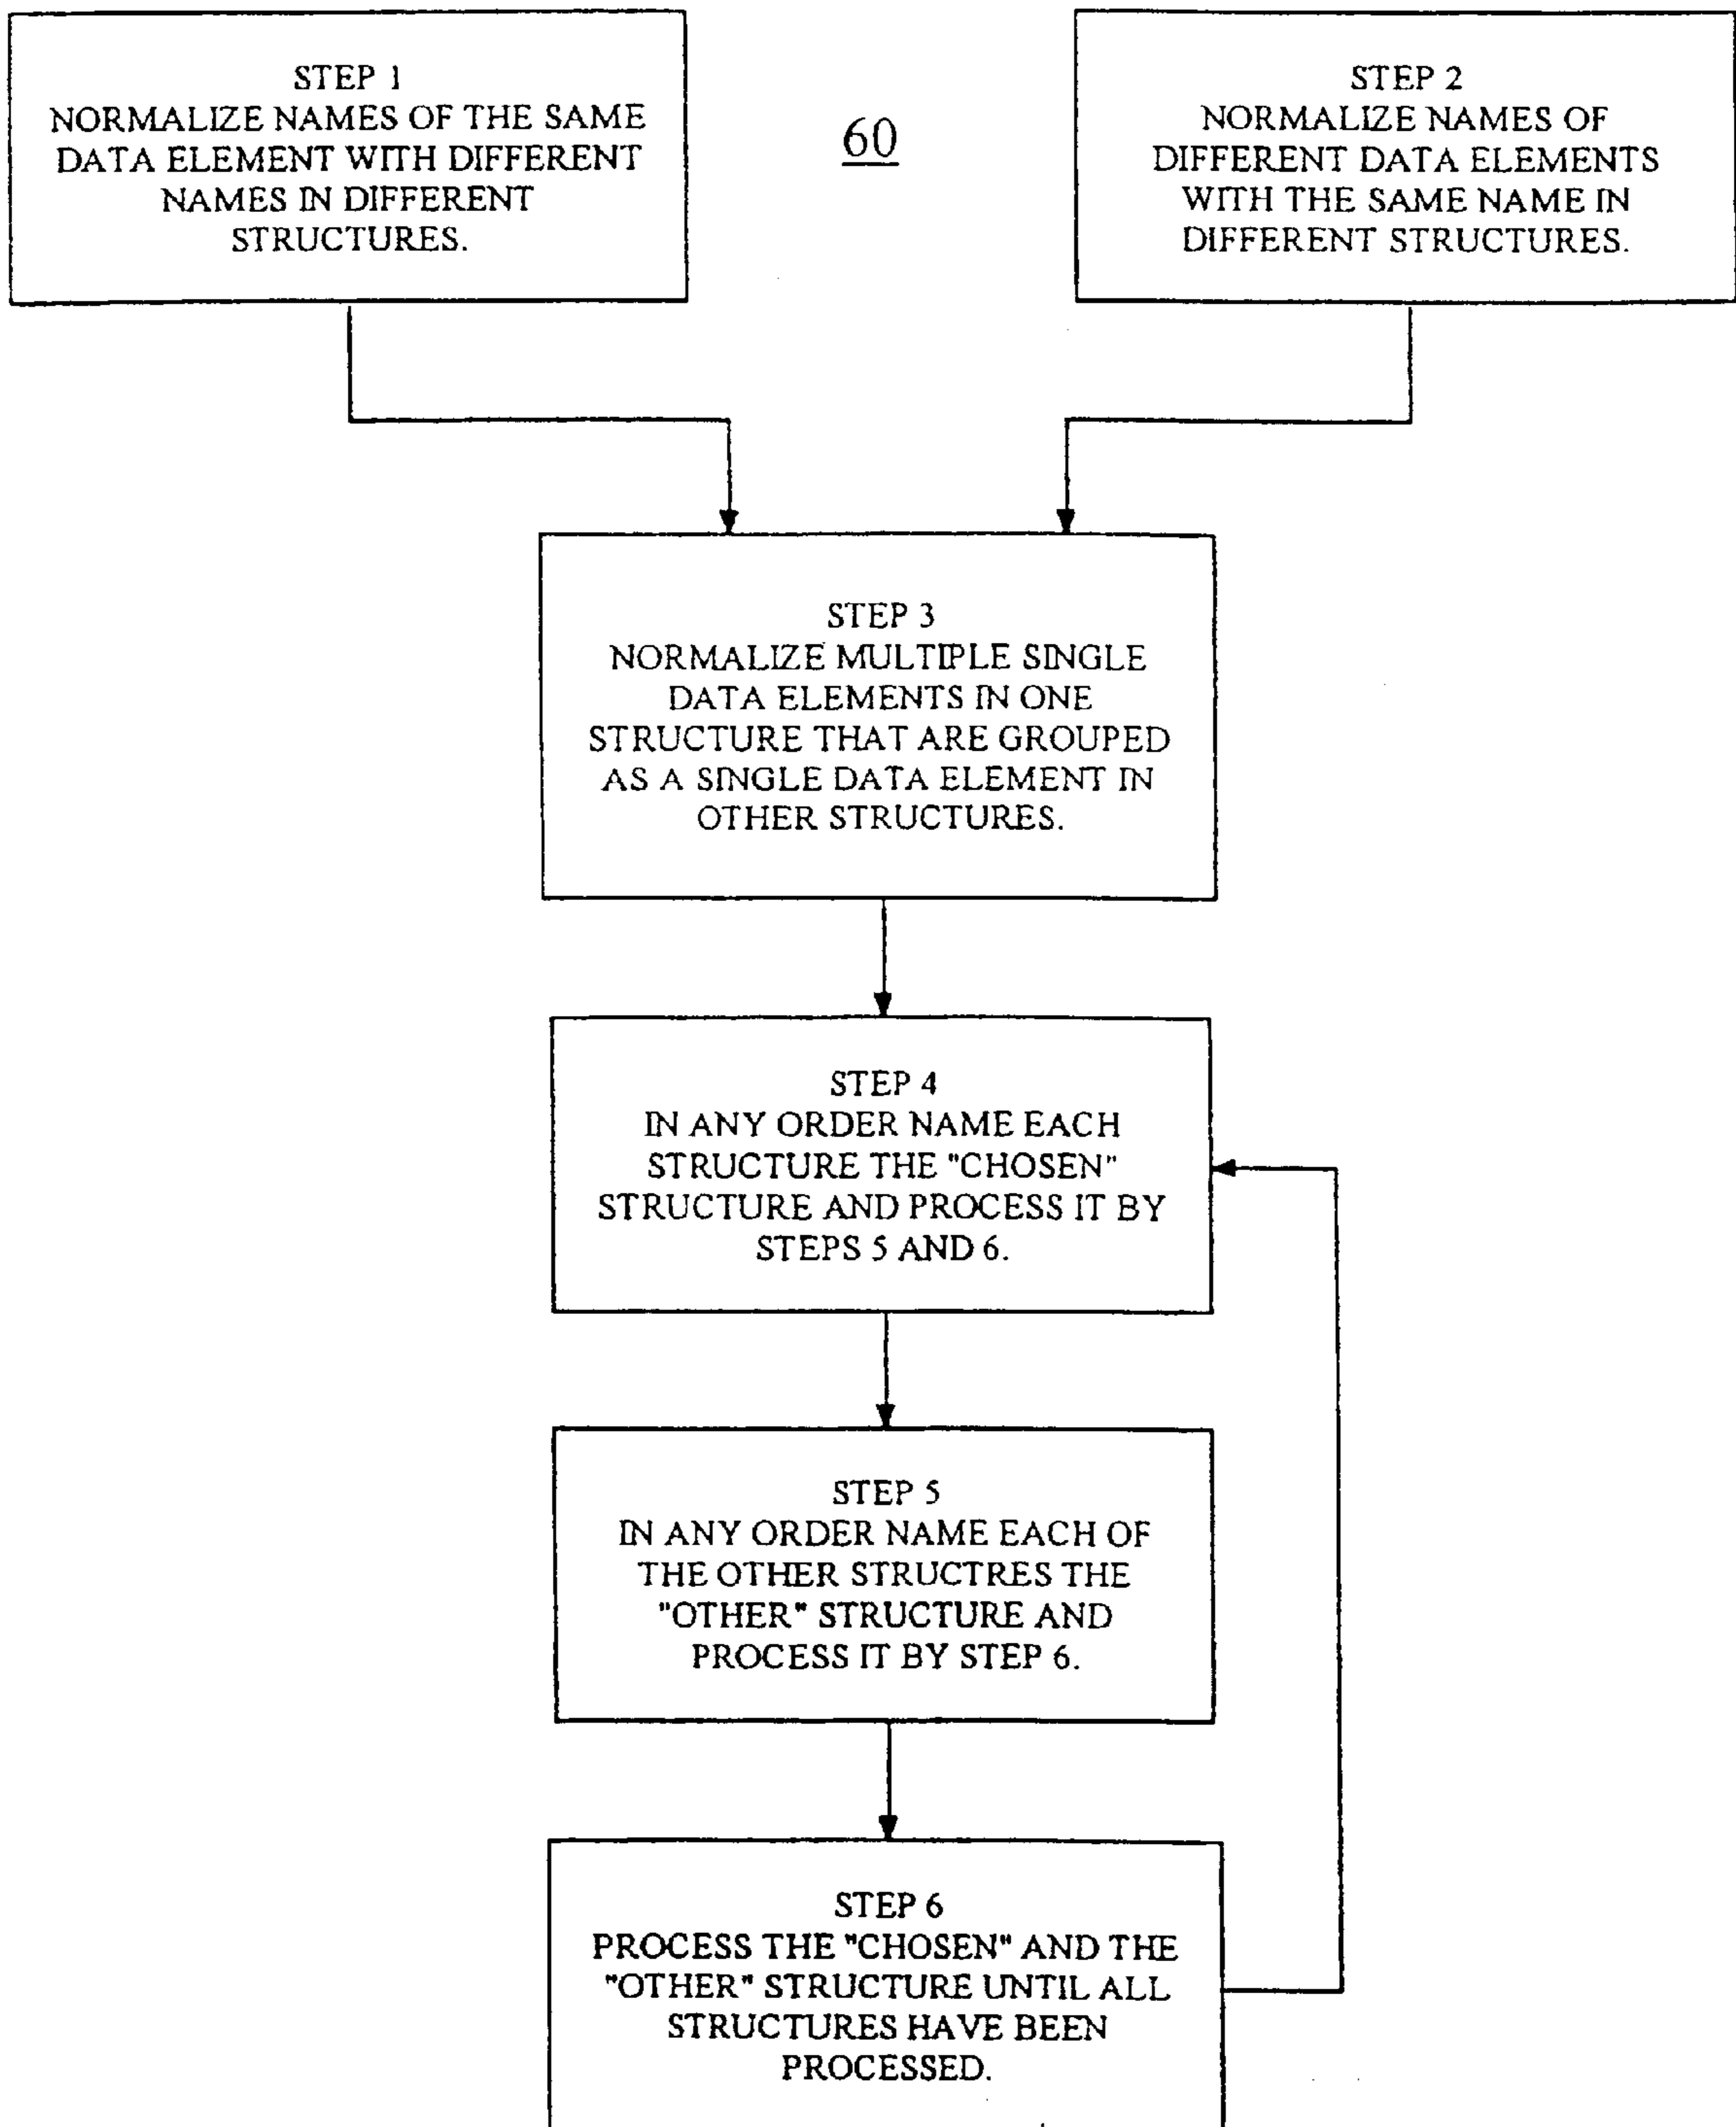 STEP 1
NORMALIZE NAMES OF THE SAME
DATA ELEMENT WITH DIFFERENT
NAMES IN DIFFERENT
STRUCTURES.
60
STEP 2
NORMALIZE NAMES OF
DIFFERENT DATA ELEMENTS
WITH THE SAME NAME IN
DIFFERENT STRUCTURES.
STEP 3
NORMALIZE MULTIPLE SINGLE
DATA ELEMENTS IN ONE
STRUCTURE THAT ARE GROUPED
AS A SINGLE DATA ELEMENT IN
OTHER STRUCTURES.
STEP 4
IN ANY ORDER NAME EACH
STRUCTURE THE "CHOSEN"
STRUCTURE AND PROCESS IT BY
STEPS 5 AND 6.
STEP 5
IN ANY ORDER NAME EACH OF
THE OTHER STRUCTRES THE
"OTHER" STRUCTURE AND
PROCESS IT BY STEP 6.
STEP 6
PROCESS THE "CHOSEN" AND THE
"OTHER" STRUCTURE UNTIL ALL
STRUCTURES HAVE BEEN
PROCESSED.